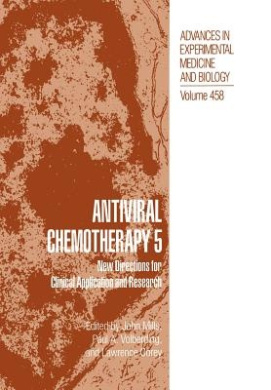 ADVANCES IN
EXPERIMENTAL
MEDICINE
AND BIOLOGY
Volume 458
ANTIVIRAL
CHEMOTHERAPY 5
New Directions for
Clinical Application and Research
Edited by John Mills,
Paul A. Volberding,
and Lawrence Corey